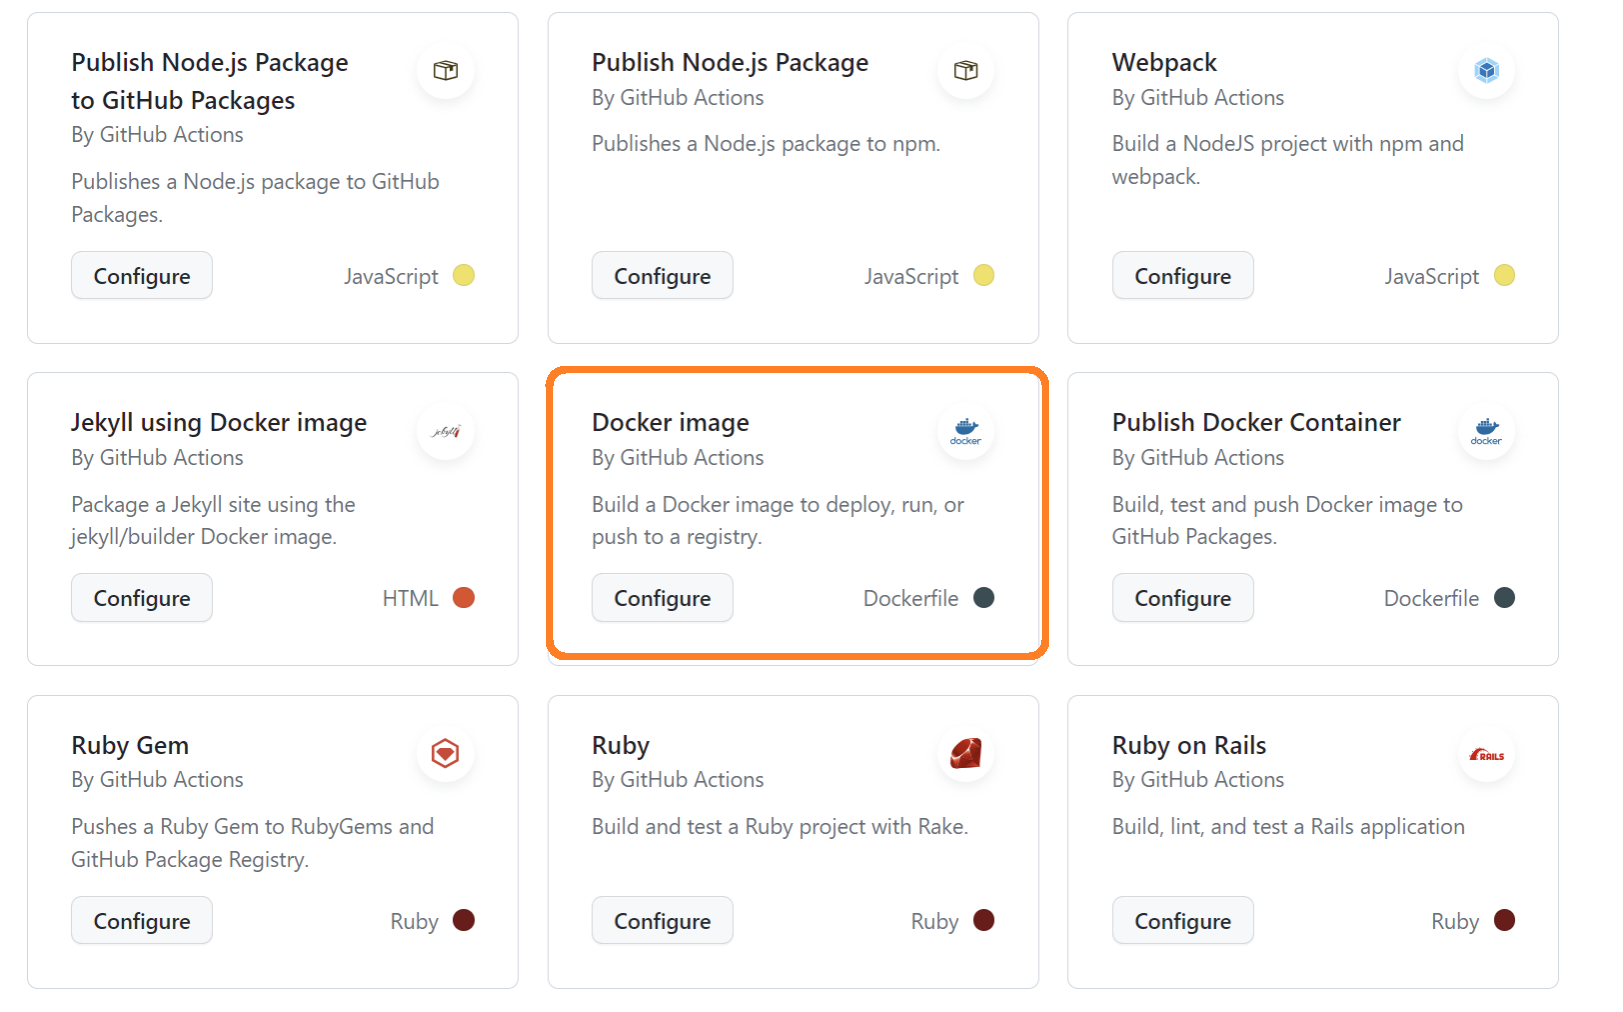 Publish Node.js Package
to GitHub Packages
By GitHub Actions
Publishes a Node.js package to GitHub
Packages.
Configure
JavaScript
Publish Node.js Package
By GitHub Actions
Publishes a Node.js package to npm.
Configure
JavaScript
Webpack
By GitHub Actions
Build a NodeJS project with npm and
webpack.
Configure
JavaScript
Jekyll using Docker image
By GitHub Actions
jekyll
Package a Jekyll site using the
jekyll/builder Docker image.
Configure
HTML
Docker image
By GitHub Actions
docker
Build a Docker image to deploy, run, or
push to a registry.
Configure
Dockerfile
Publish Docker Container
By GitHub Actions
docker
Build, test and push Docker image to
GitHub Packages.
Configure
Dockerfile
Ruby Gem
By GitHub Actions
Pushes a Ruby Gem to RubyGems and
GitHub Package Registry.
Configure
Ruby
Ruby
By GitHub Actions
Build and test a Ruby project with Rake.
Configure
Ruby
Ruby on Rails
By GitHub Actions
RAILS
Build, lint, and test a Rails application
Configure
Ruby